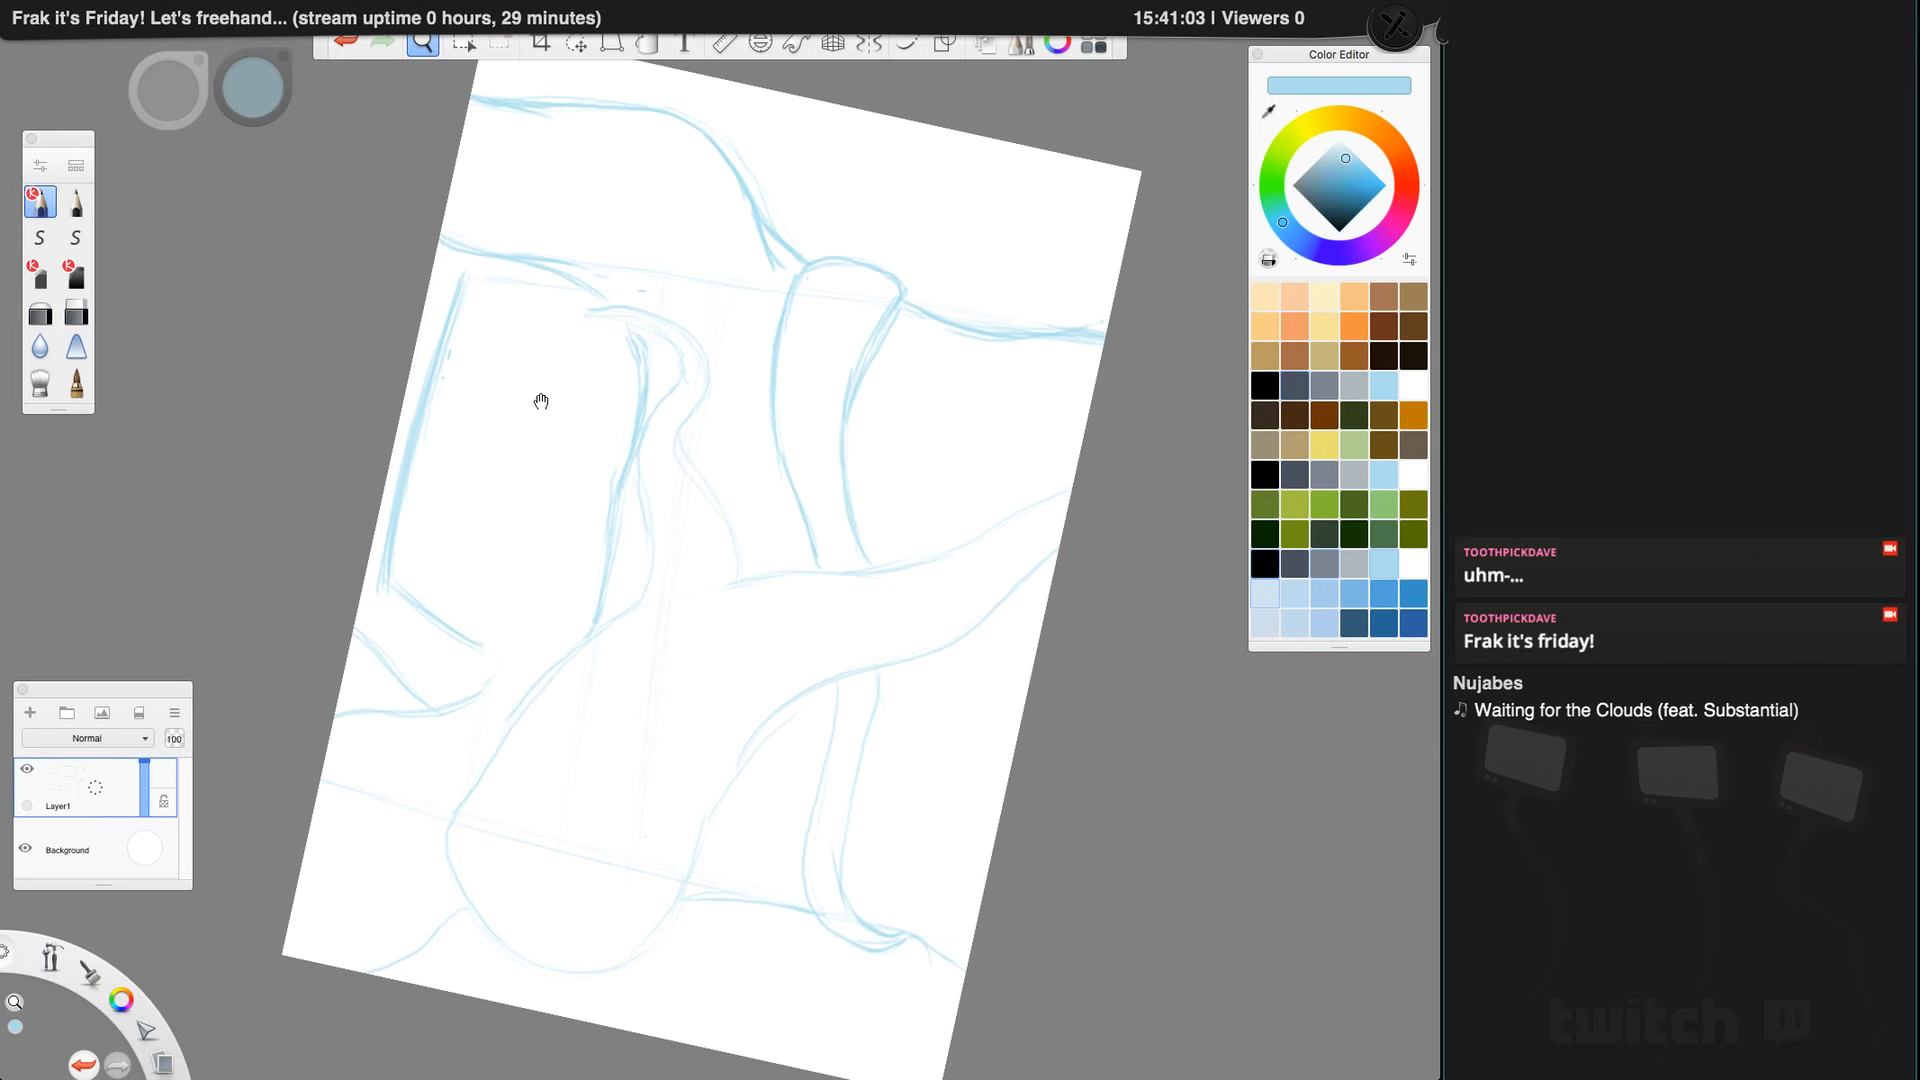 Frak it's Friday! Let's freehand... (stream uptime 0 hours, 29 minutes)
15:41:03 | Viewers 0
Color Editor
TOOTHPICKDAVE
uhm-...
TOOTHPICKDAVE
Frak it's friday!
Nujabes
♫ Waiting for the Clouds (feat. Substantial)
Normal
100
Layer1
Background
twitch